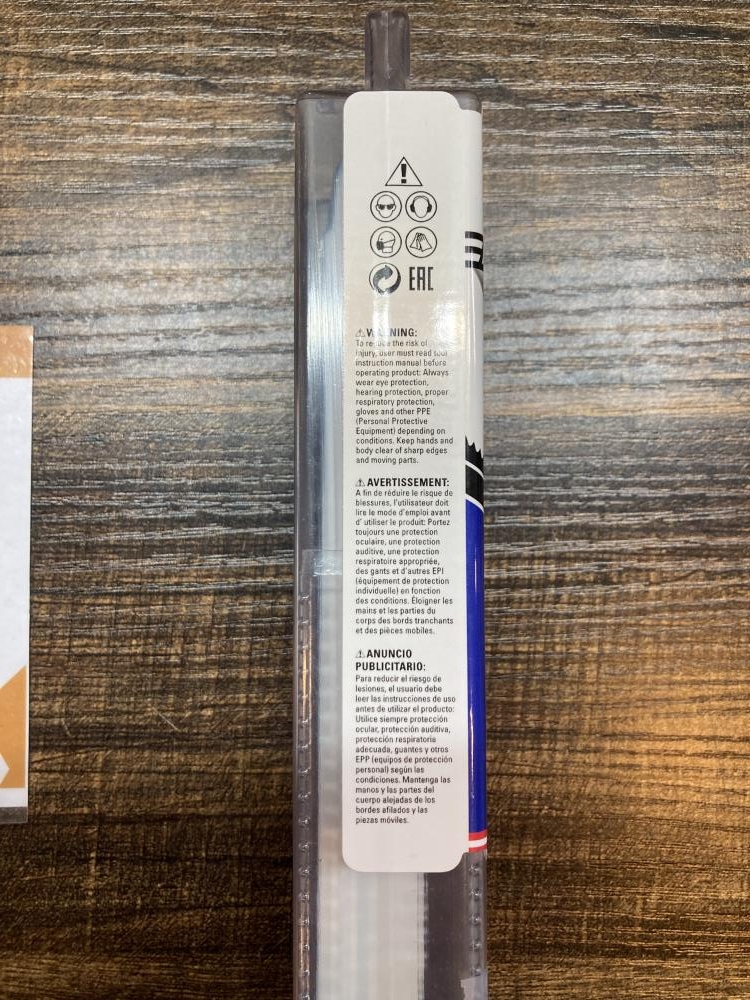 EAC
⚠WARNING:
To reduce the risk of
injury, user must read tool
instruction manual before
operating product: Always
wear eye protection,
hearing protection, proper
respiratory protection,
gloves and other PPE
(Personal Protective
Equipment) depending on
conditions. Keep hands and
body clear of sharp edges
and moving parts.
⚠AVERTISSEMENT:
A fin de réduire le risque de
blessures, l'utilisateur doit
lire le mode d'emploi avant
d' utiliser le produit: Portez
toujours une protection
oculaire, une protection
auditive, une protection
respiratoire appropriée,
des gants et d'autres EPI
(équipement de protection
individuelle) en fonction
des conditions. Éloigner les
mains et les parties du
corps des bords tranchants
et des pièces mobiles.
⚠ANUNCIO
PUBLICITARIO:
Para reducir el riesgo de
lesiones, el usuario debe
leer las instrucciones de uso
antes de utilizar el producto:
Utilice siempre protección
ocular, protección auditiva,
protección respiratoria
adecuada, guantes y otros
EPP (equipos de protección
personal) según las
condiciones. Mantenga las
manos y las partes del
cuerpo alejadas de los
bordes afilados y las
piezas móviles.